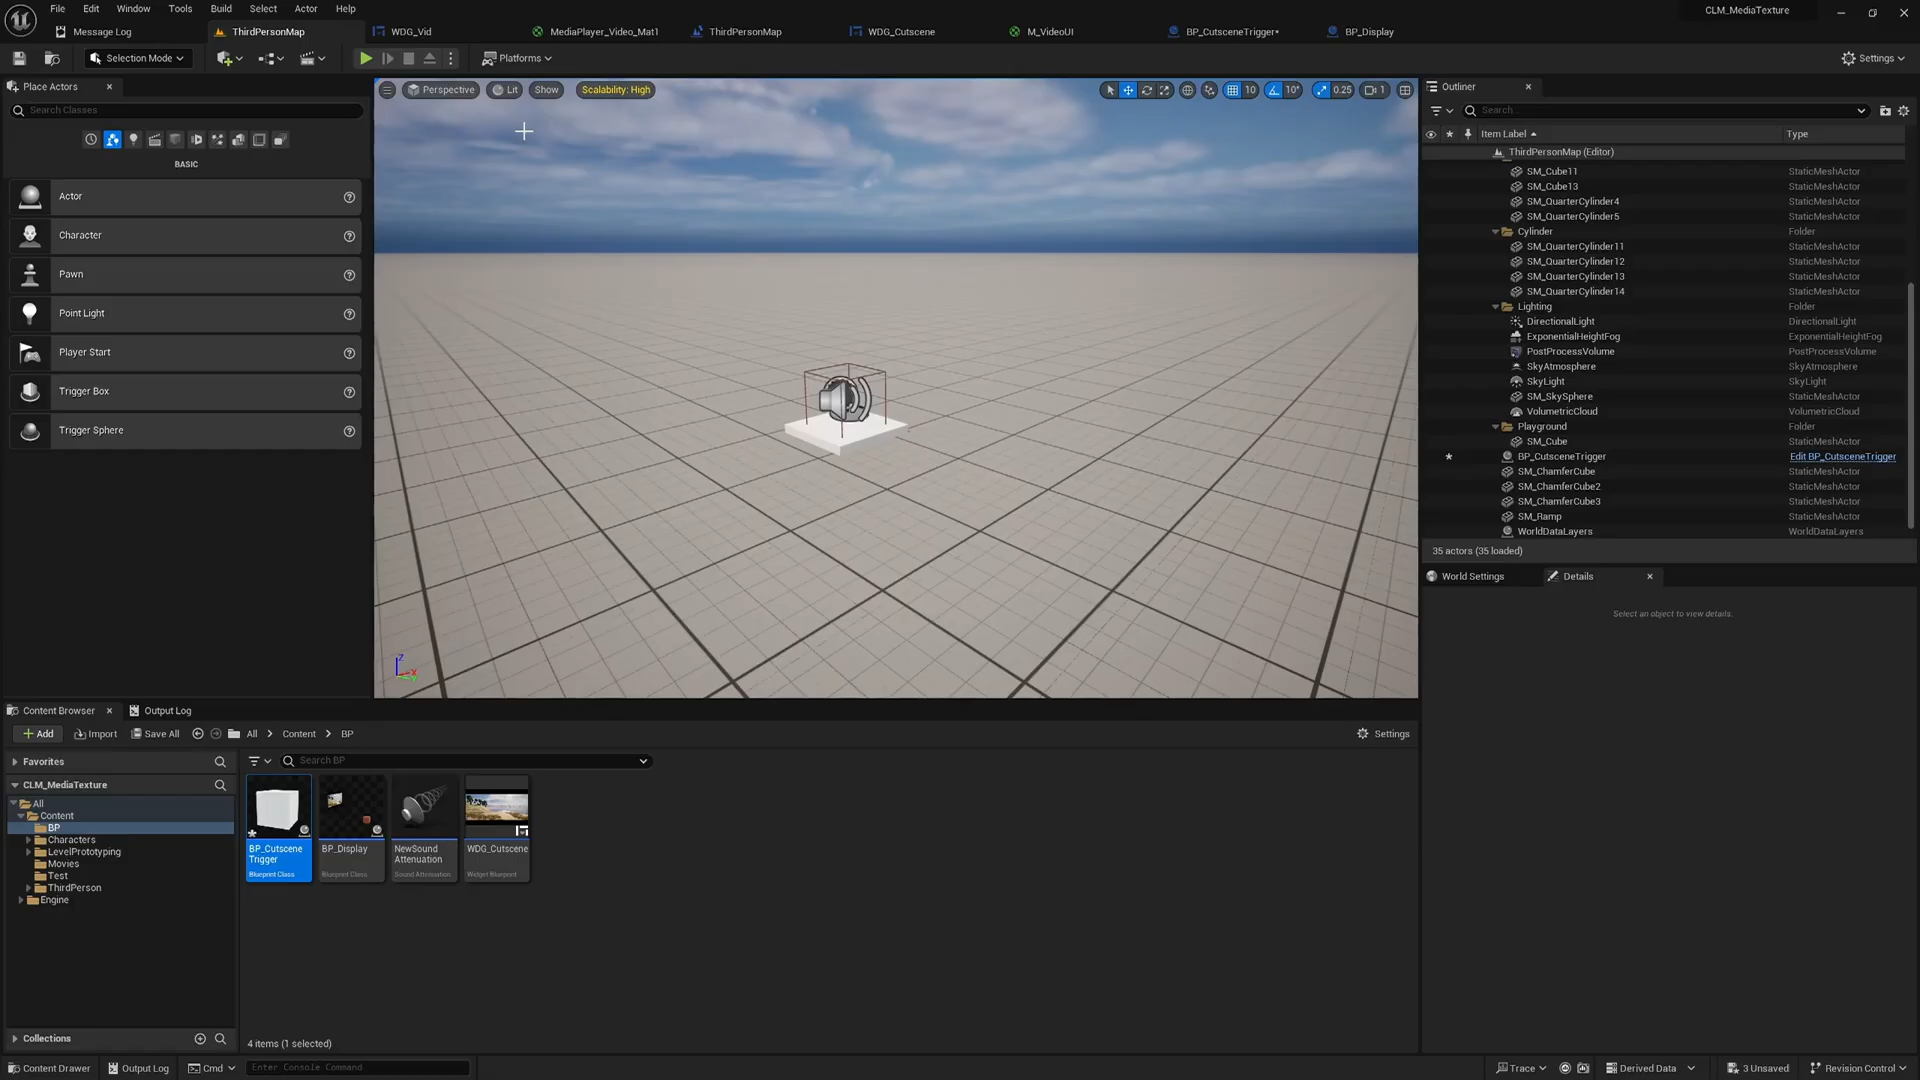 File Edit Window Tools Build Select Actor Help
CLM_MediaTexture
Message Log
ThirdPersonMap
WDG_Vid
MediaPlayer_Video_Mat1
ThirdPersonMap
WDG_Cutscene
M_VideoUI
BP_CutsceneTrigger•
BP_Display
Selection Mode
Platforms
Settings
Place Actors
Search Classes
BASIC
Actor
Character
Pawn
Point Light
Player Start
Trigger Box
Trigger Sphere
Perspective Lit Show Scalability: High
10 10° 0.25 1
Z
X
Y
Outliner
Search...
Item Label Type
ThirdPersonMap (Editor)
SM_Cube11 StaticMeshActor
SM_Cube13 StaticMeshActor
SM_QuarterCylinder4 StaticMeshActor
SM_QuarterCylinder5 StaticMeshActor
Cylinder Folder
SM_QuarterCylinder11 StaticMeshActor
SM_QuarterCylinder12 StaticMeshActor
SM_QuarterCylinder13 StaticMeshActor
SM_QuarterCylinder14 StaticMeshActor
Lighting Folder
DirectionalLight DirectionalLight
ExponentialHeightFog ExponentialHeightFog
PostProcessVolume PostProcessVolume
SkyAtmosphere SkyAtmosphere
SkyLight SkyLight
SM_SkySphere StaticMeshActor
VolumetricCloud VolumetricCloud
Playground Folder
SM_Cube StaticMeshActor
BP_CutsceneTrigger Edit BP_CutsceneTrigger
SM_ChamferCube StaticMeshActor
SM_ChamferCube2 StaticMeshActor
SM_ChamferCube3 StaticMeshActor
SM_Ramp StaticMeshActor
WorldDataLayers WorldDataLayers
35 actors (35 loaded)
World Settings
Details
Select an object to view details.
Content Browser
Output Log
Add Import Save All All > Content > BP
Settings
Favorites
CLM_MediaTexture
All
Content
BP
Characters
LevelPrototyping
Movies
Test
ThirdPerson
Engine
Collections
Search BP
BP_Cutscene
Trigger
Blueprint Class
BP_Display
Blueprint Class
NewSound
Attenuation
Sound Attenuation
WDG_Cutscene
Widget Blueprint
4 items (1 selected)
Content Drawer Output Log Cmd Enter Console Command
Trace Derived Data 3 Unsaved Revision Control